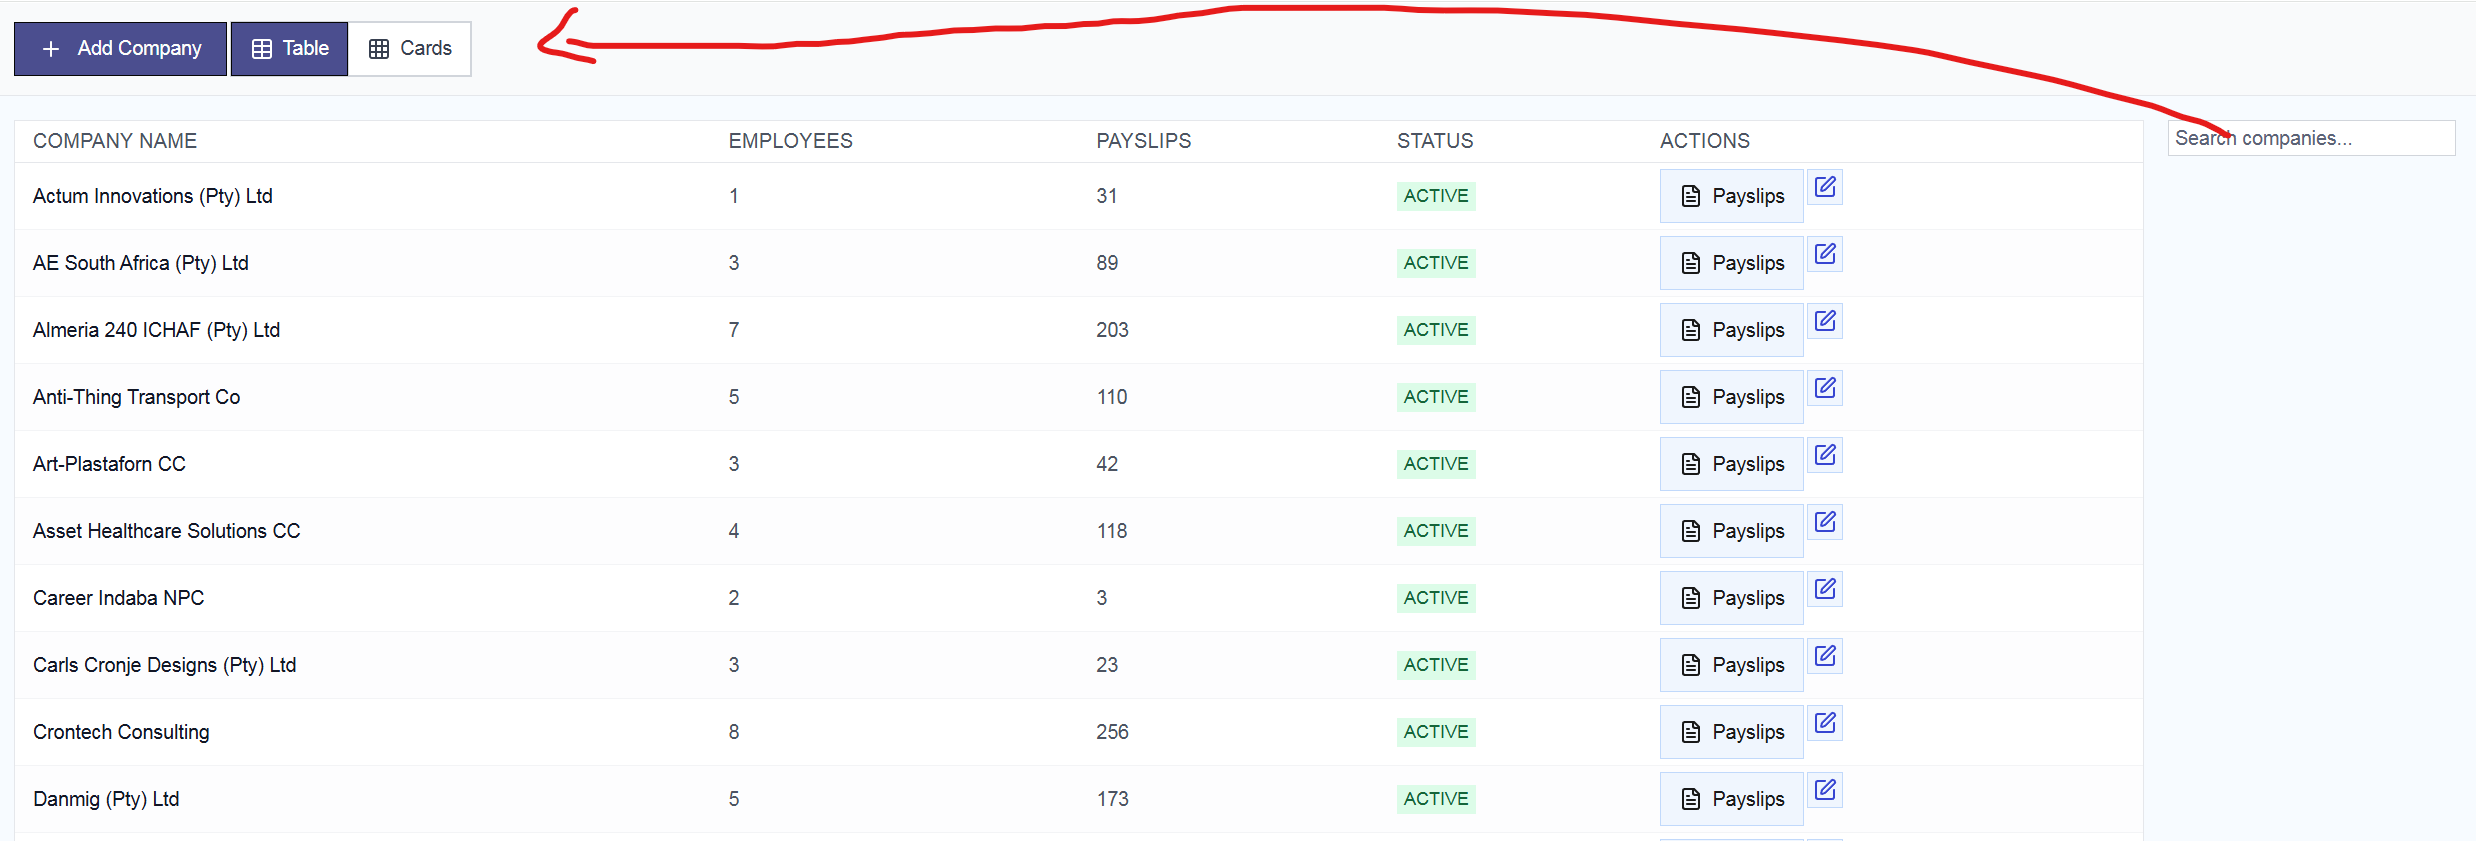 Add Company Table Cards
COMPANY NAME EMPLOYEES PAYSLIPS STATUS ACTIONS Search companies...
Actum Innovations (Pty) Ltd 1 31 ACTIVE Payslips
AE South Africa (Pty) Ltd 3 89 ACTIVE Payslips
Almeria 240 ICHAF (Pty) Ltd 7 203 ACTIVE Payslips
Anti-Thing Transport Co 5 110 ACTIVE Payslips
Art-Plastaforn CC 3 42 ACTIVE Payslips
Asset Healthcare Solutions CC 4 118 ACTIVE Payslips
Career Indaba NPC 2 3 ACTIVE Payslips
Carls Cronje Designs (Pty) Ltd 3 23 ACTIVE Payslips
Crontech Consulting 8 256 ACTIVE Payslips
Danmig (Pty) Ltd 5 173 ACTIVE Payslips